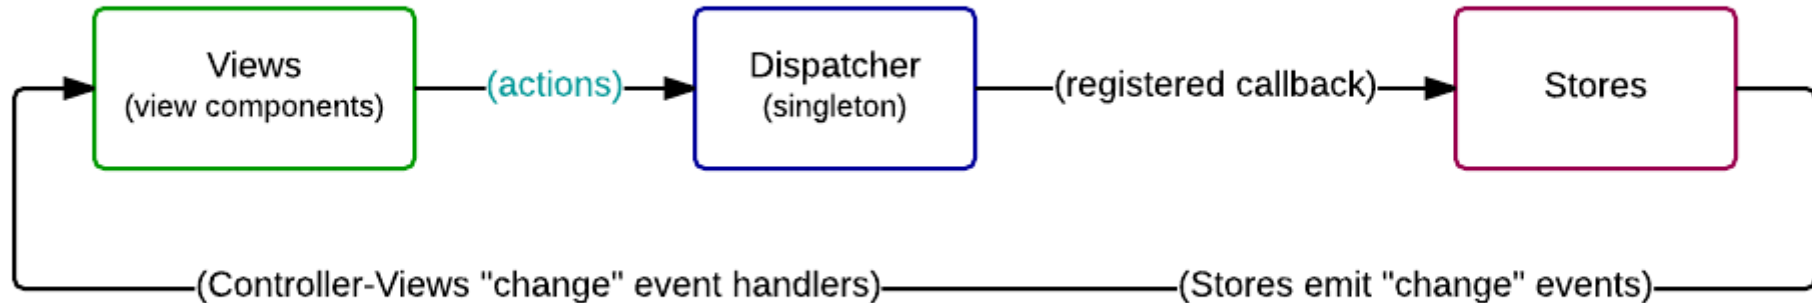 Views
(view components)
(actions)
Dispatcher
(singleton)
(registered callback)
Stores
(Controller-Views "change" event handlers)
(Stores emit "change" events)